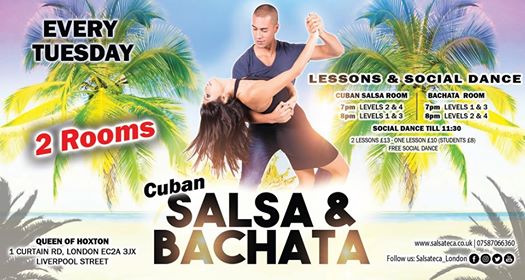 EVERY
TUESDAY
2 Rooms
LESSONS & SOCIAL DANCE
CUBAN SALSA ROOM
7pm LEVELS 2 & 4
8pm LEVELS 1 & 3
BACHATA ROOM
7pm LEVELS 1 & 3
8pm LEVELS 2 & 4
SOCIAL DANCE TILL 11:30
2 LESSONS £13 - ONE LESSON £10 (STUDENTS £8)
FREE SOCIAL DANCE
Cuban
SALSA &
BACHATA
QUEEN OF HOXTON
1 CURTAIN RD, LONDON EC2A 3JX
LIVERPOOL STREET
www.salsateca.co.uk | 07587066360
Follow us: Salsateca_London